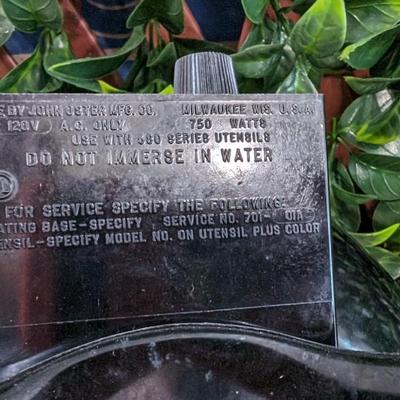 E BY JOHN OSTER MFG. CO. MILWAUKEE WIS. U.S.A.
120V A.C. ONLY 750 WATTS
USE WITH 680 SERIES UTENSILS
DO NOT IMMERSE IN WATER
FOR SERVICE SPECIFY THE FOLLOWING:
ATING BASE-SPECIFY SERVICE NO. 701- 01A
ENSIL-SPECIFY MODEL NO. ON UTENSIL PLUS COLOR